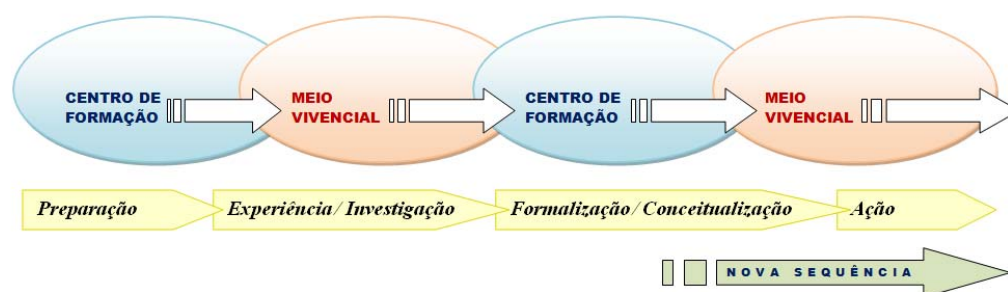 CENTRO DE
FORMAÇÃO
MEIO
VIVENCIAL
CENTRO DE
FORMAÇÃO
MEIO
VIVENCIAL
Preparação
Experiência/Investigação
Formalização/Conceitualização
Ação
NOVA SEQUÊNCIA